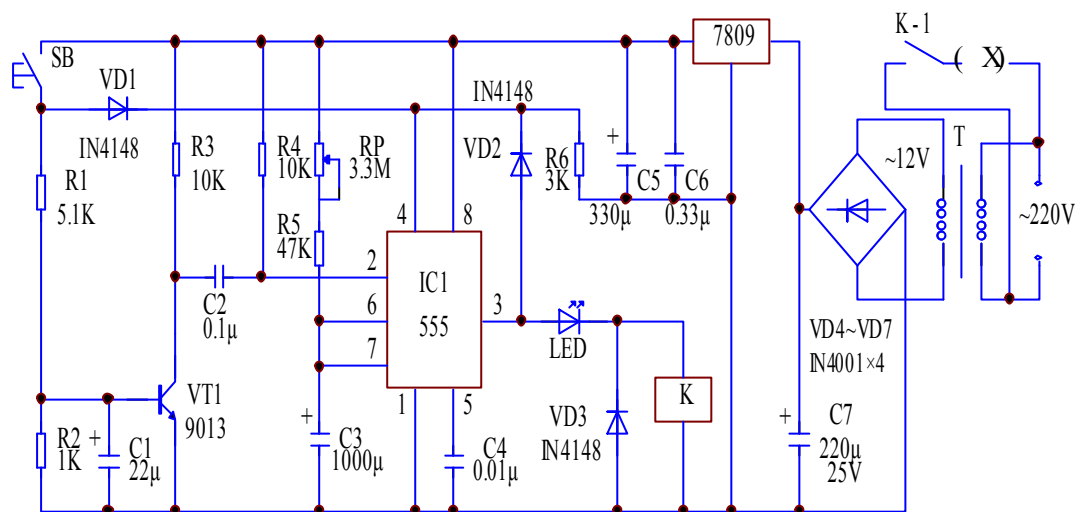 7809
K-1
SB
( X)
VD1
IN4148
IN4148
R3
10K
R4
10K
RP
3.3M
VD2
R6
3K
+
C5
330μ
C6
0.33μ
~12V
T
~220V
R1
5.1K
R5
47K
4
8
2
IC1
555
6
7
3
1
5
C2
0.1μ
LED
VD4~VD7
IN4001×4
VT1
9013
K
VD3
IN4148
+
C7
220μ
25V
R2
1K
+
C1
22μ
+
C3
1000μ
C4
0.01μ